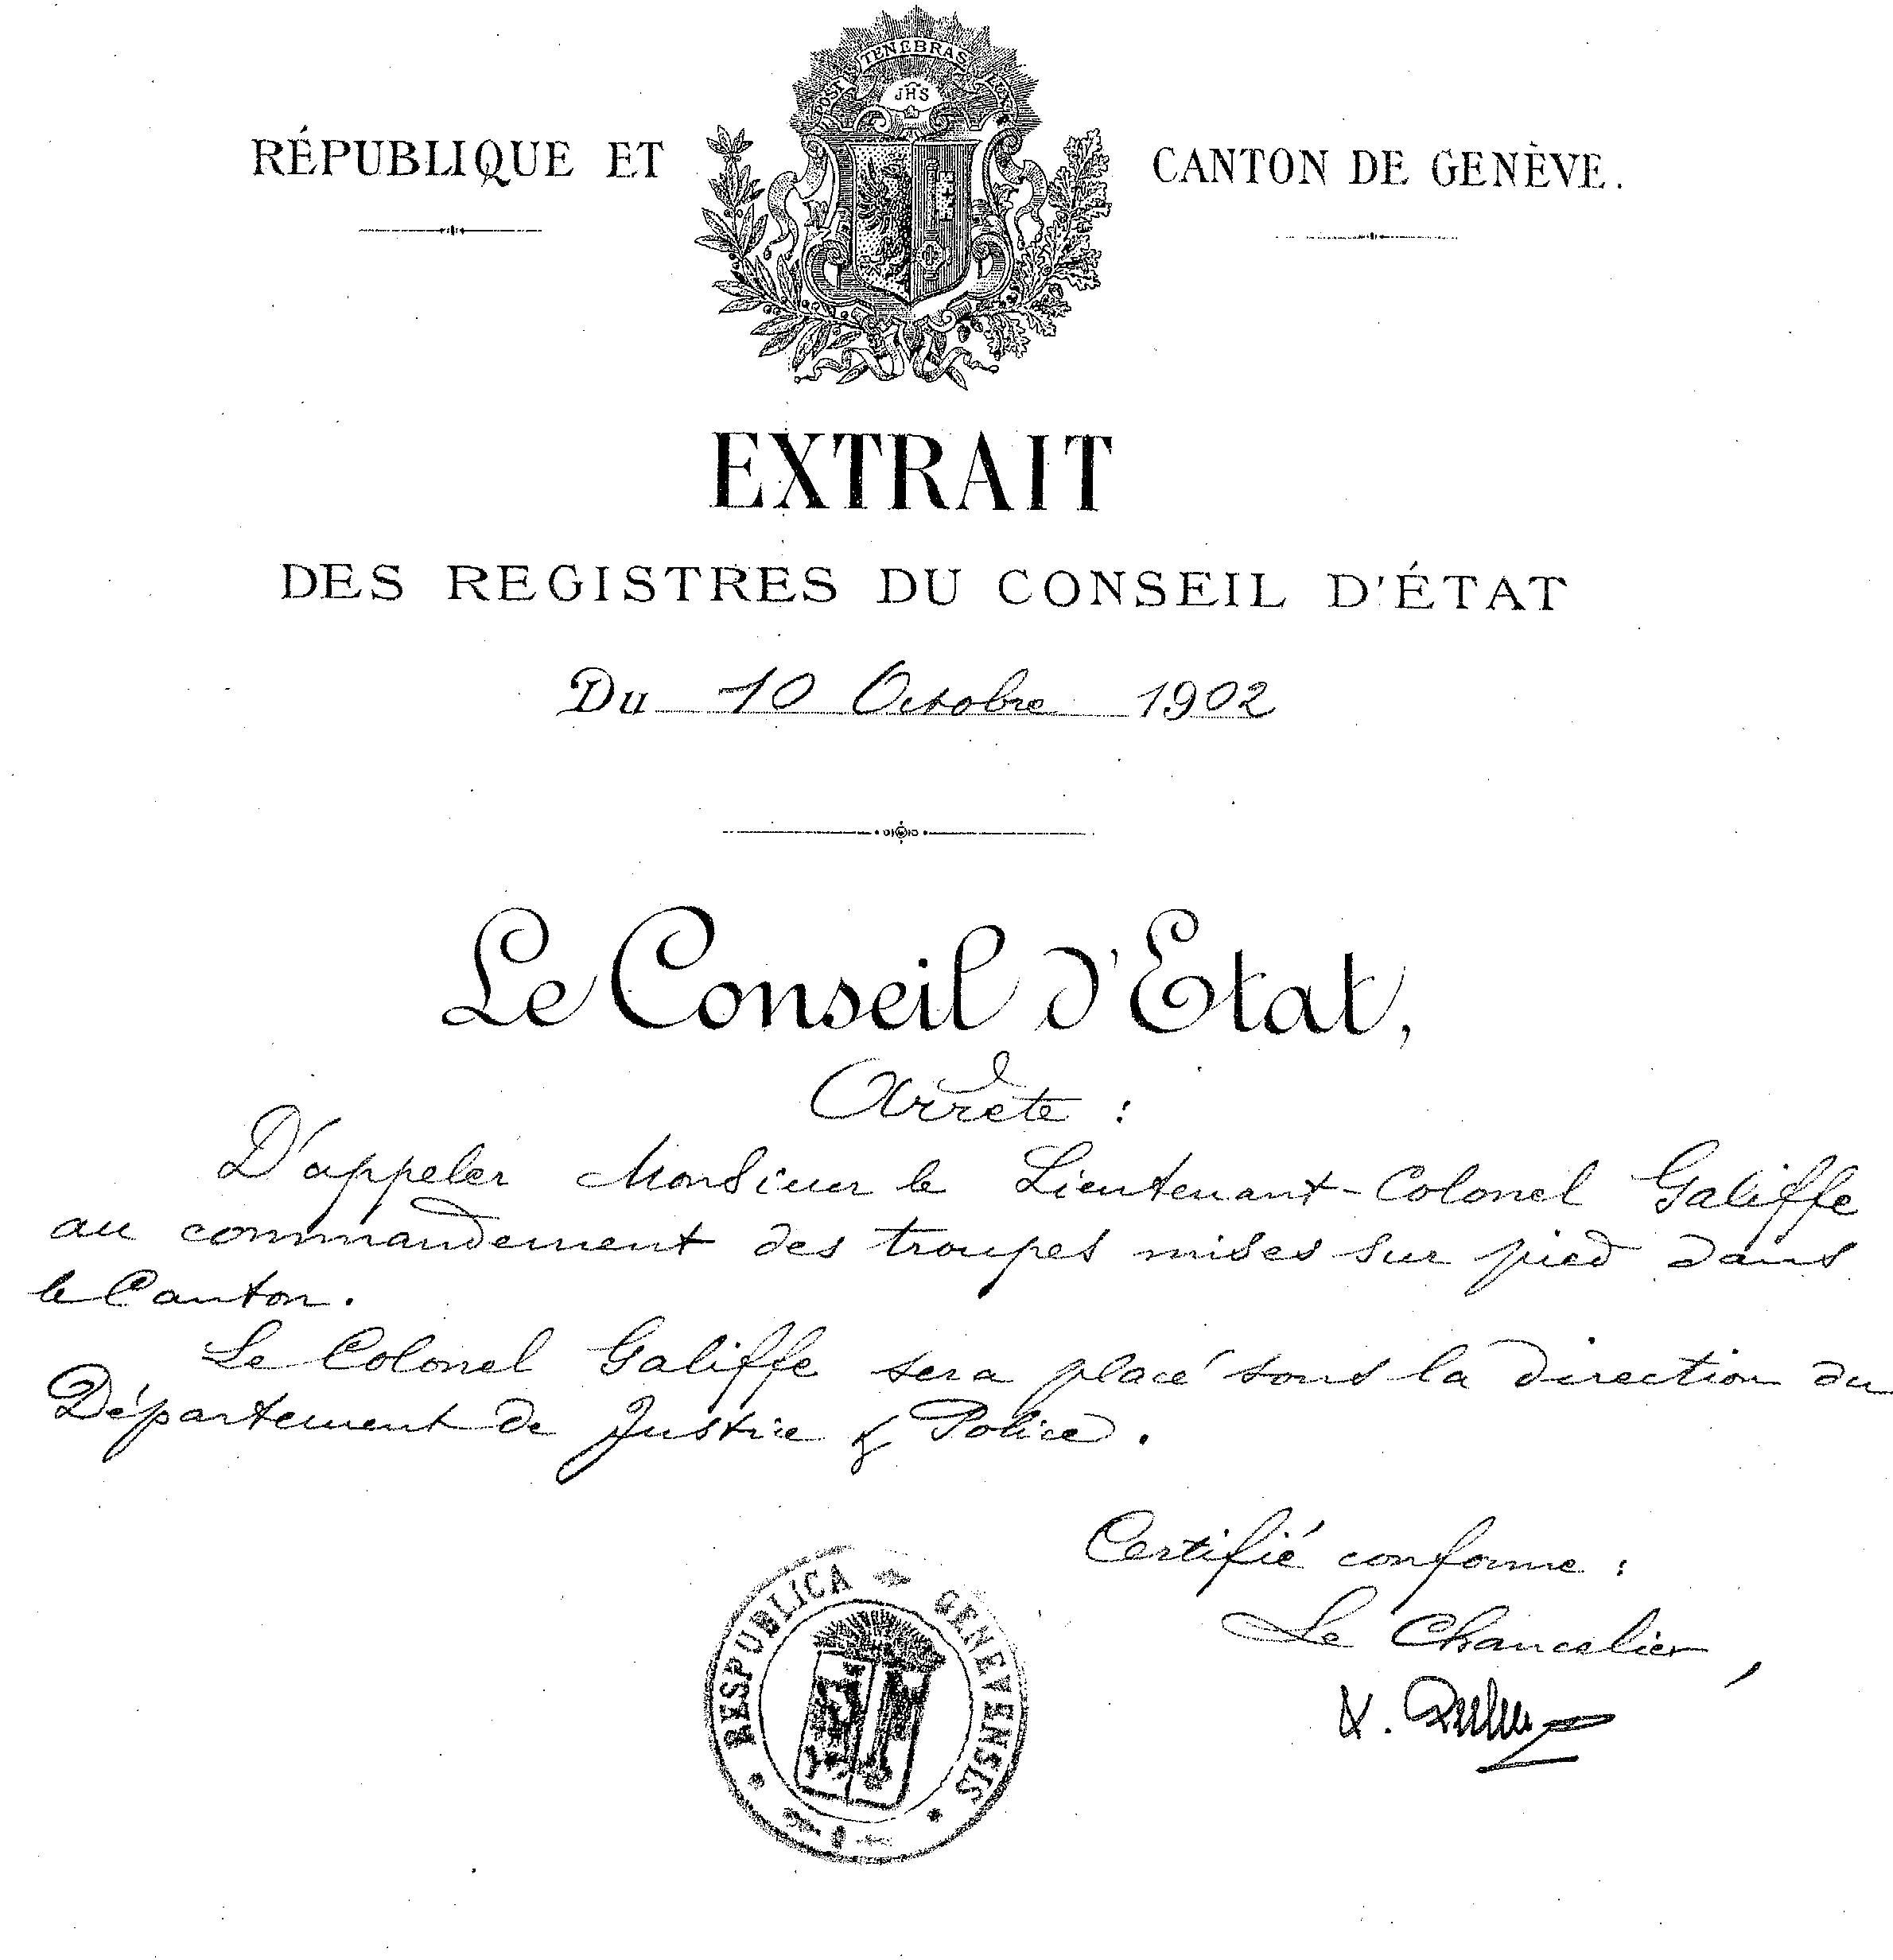 POST TENEBRAS LUX
JHS
RÉPUBLIQUE ET CANTON DE GENÈVE.
EXTRAIT
DES REGISTRES DU CONSEIL D'ÉTAT
Du 10 Octobre 1902
Le Conseil d'Etat,
Arrête :
D'appeler Monsieur le Lieutenant-Colonel Galiffe
au commandement des troupes mises sur pied dans
le Canton.
Le Colonel Galiffe sera placé sous la direction du
Département de Justice & Police.
Certifié conforme :
Le Chancelier,
RESPUBLICA GENEVENSIS